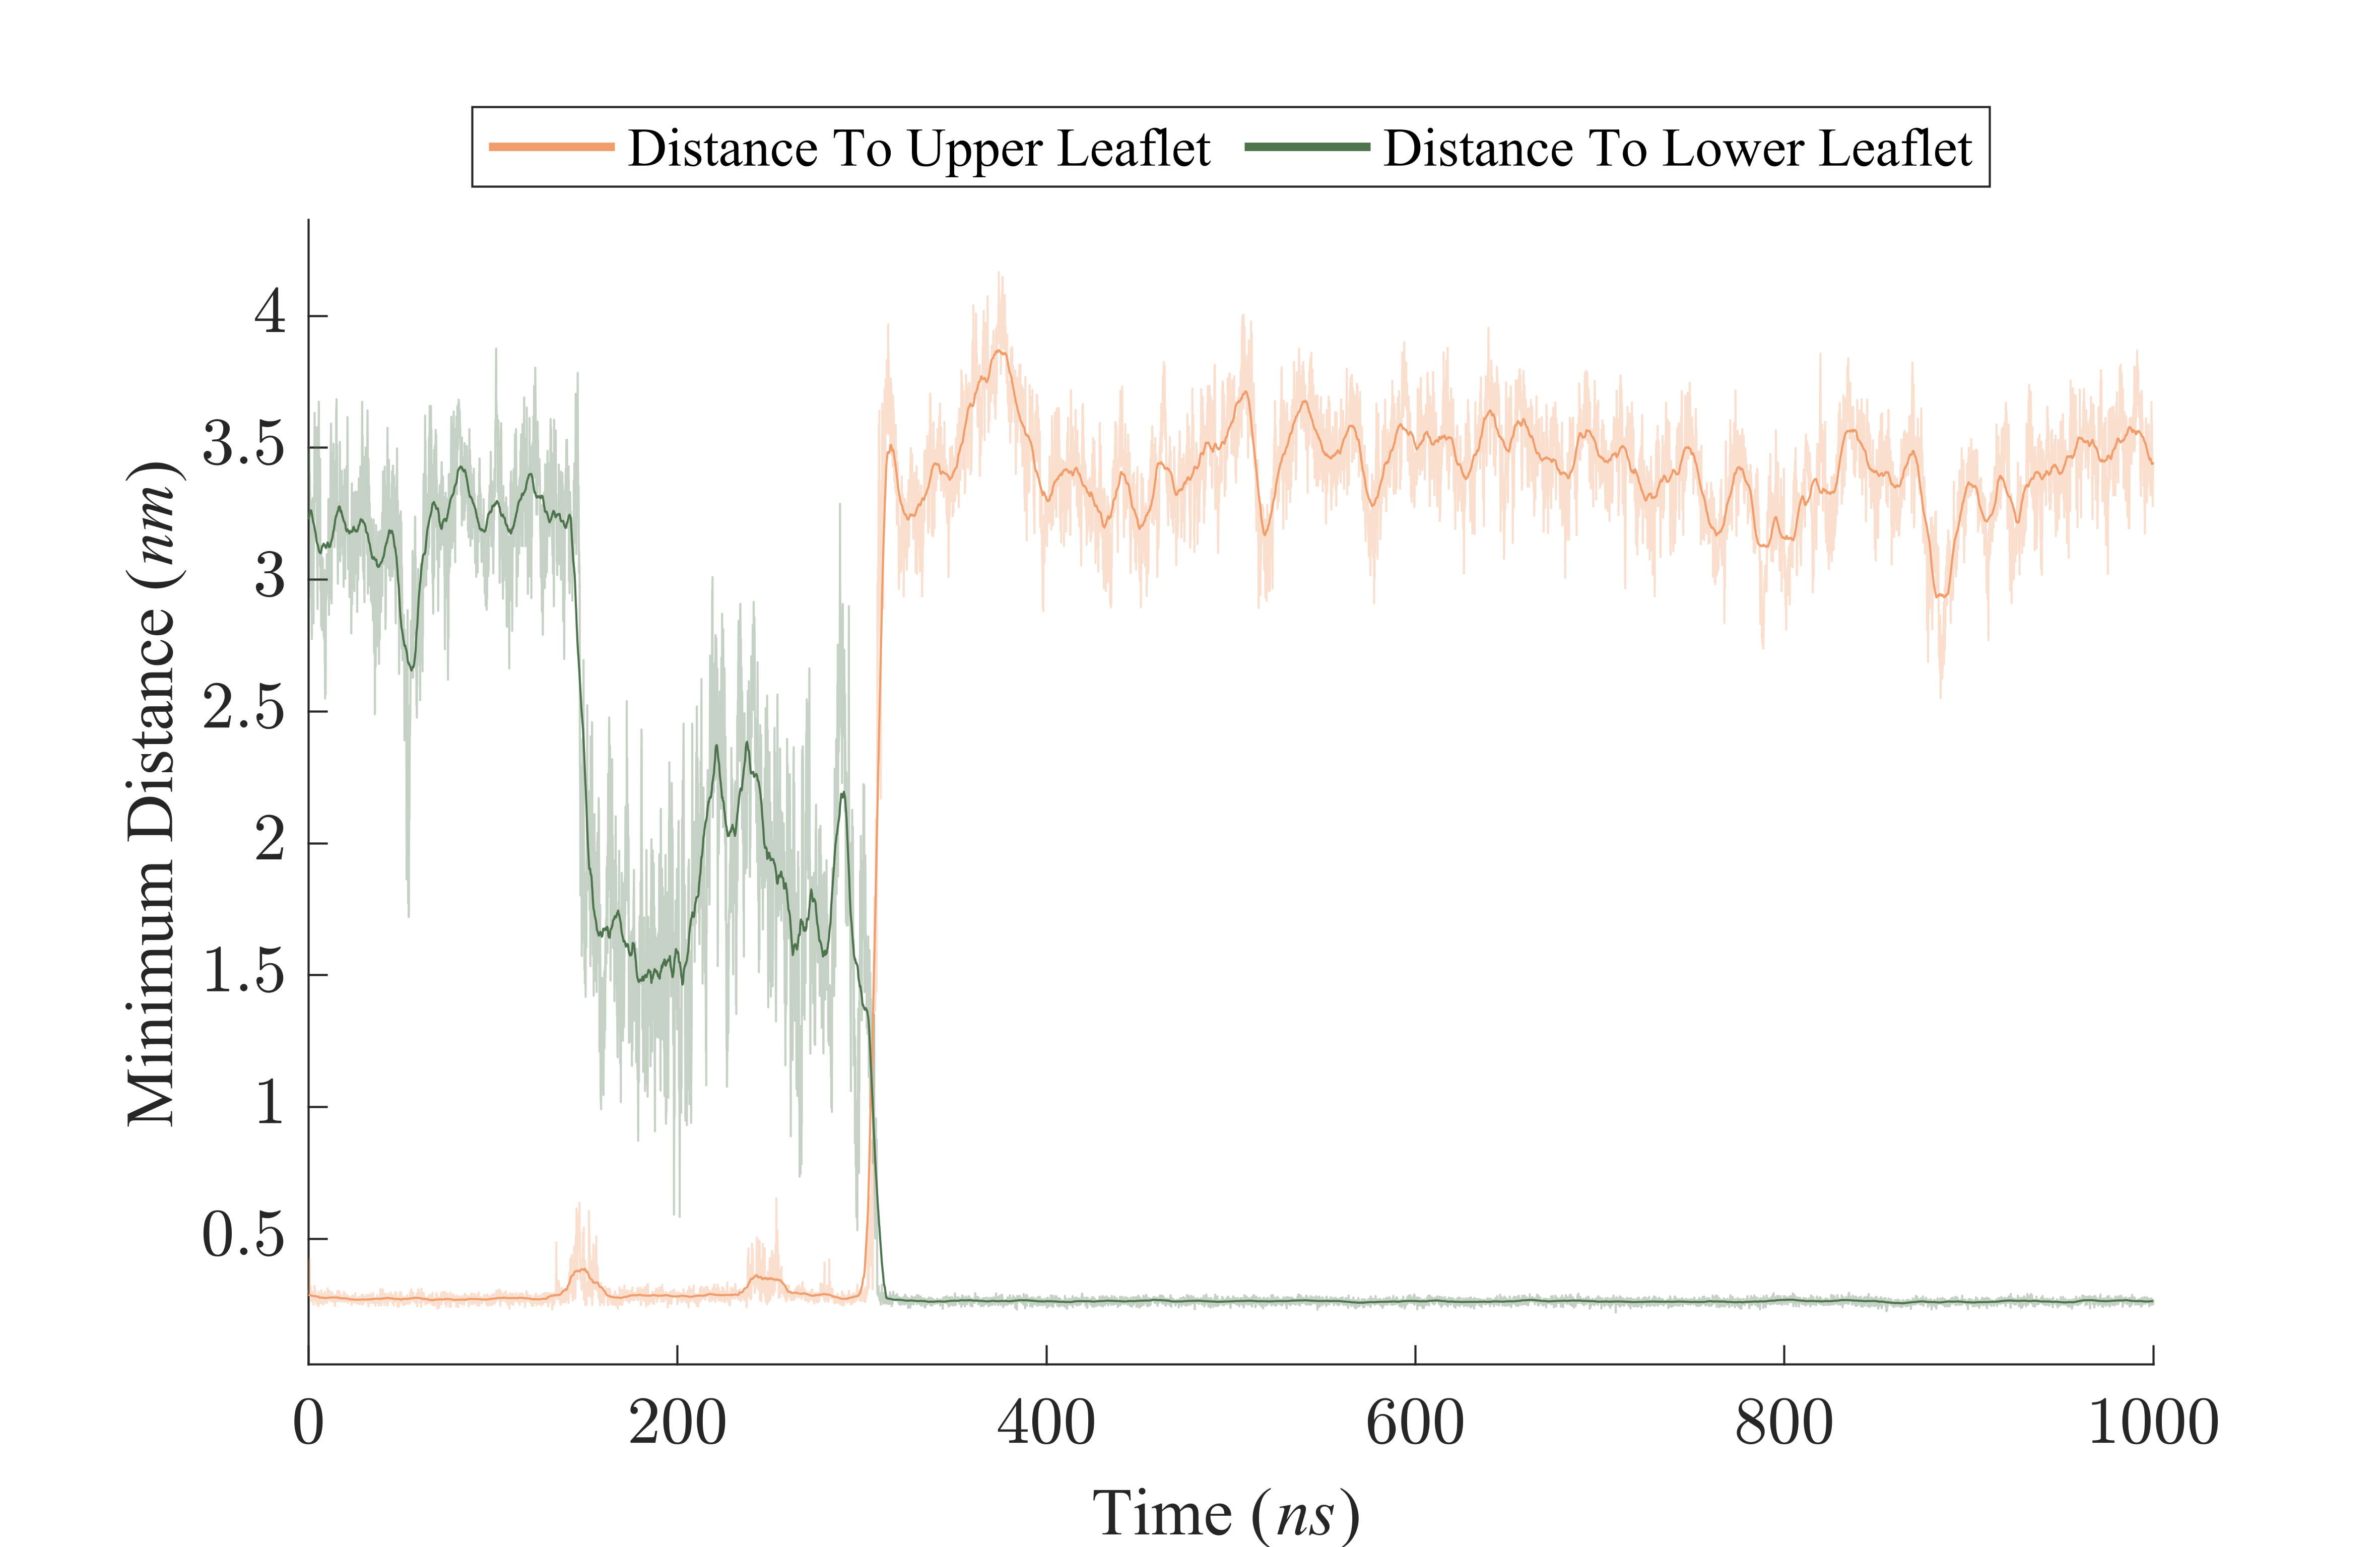 Distance To Upper Leaflet Distance To Lower Leaflet
4
3.5
3
2.5
2
1.5
1
0.5
Minimum Distance (nm)
0 200 400 600 800 1000
Time (ns)